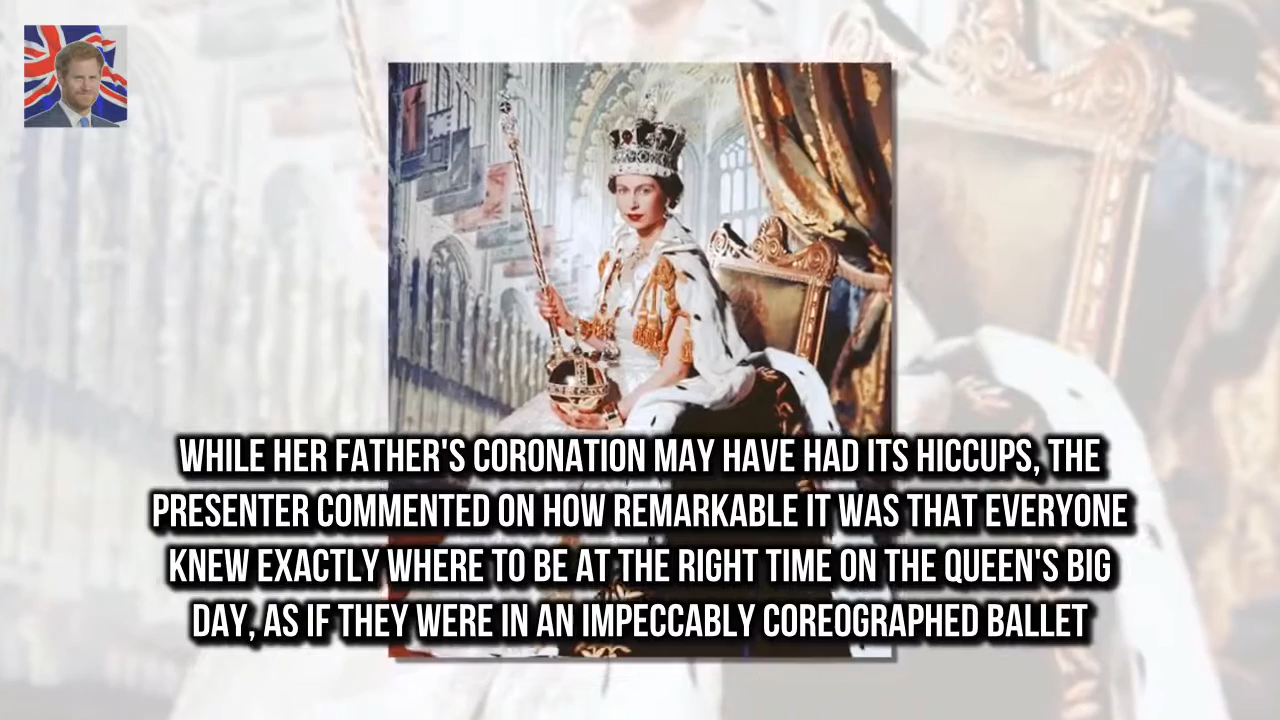 WHILE HER FATHER'S CORONATION MAY HAVE HAD ITS HICCUPS, THE
PRESENTER COMMENTED ON HOW REMARKABLE IT WAS THAT EVERYONE
KNEW EXACTLY WHERE TO BE AT THE RIGHT TIME ON THE QUEEN'S BIG
DAY, AS IF THEY WERE IN AN IMPECCABLY COREOGRAPHED BALLET